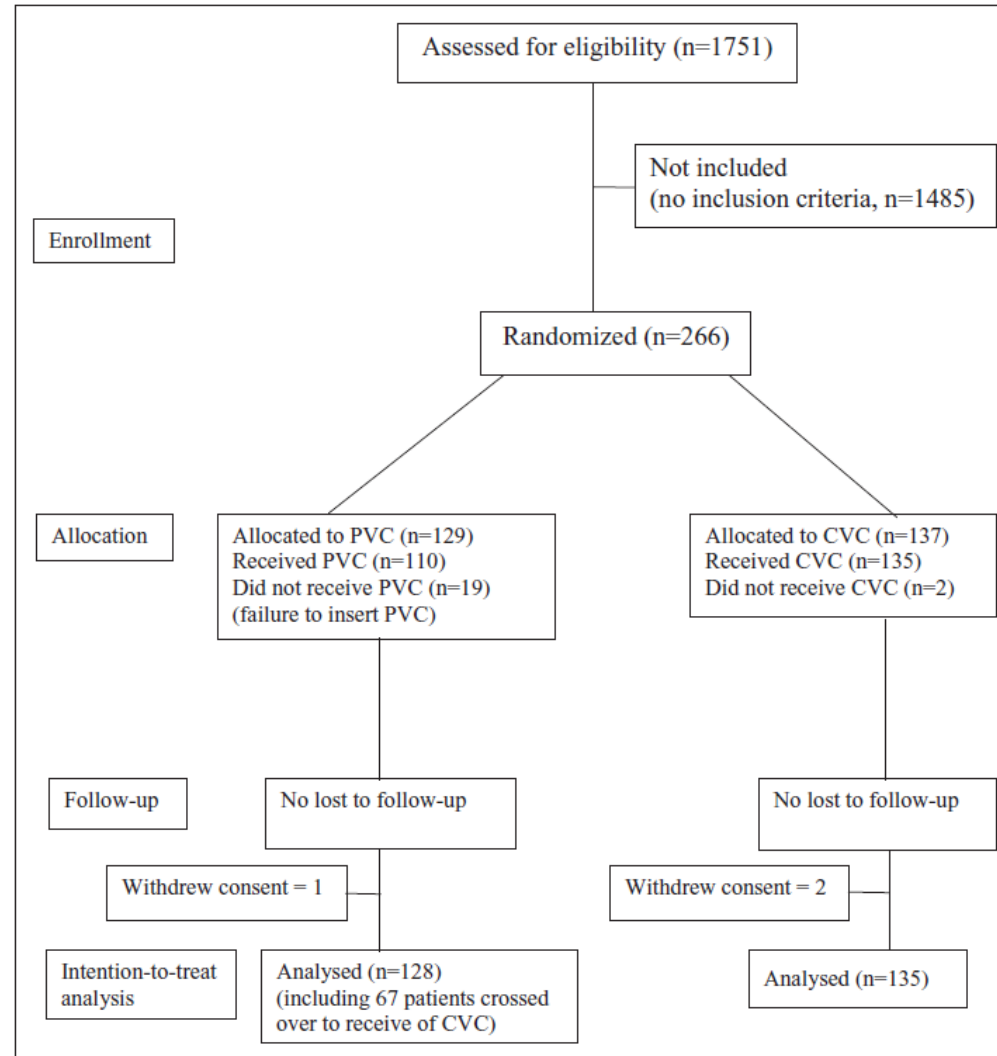 Assessed for eligibility (n=1751)
Not included
(no inclusion criteria, n=1485)
Enrollment
Randomized (n=266)
Allocation
Allocated to PVC (n=129)
Received PVC (n=110)
Did not receive PVC (n=19)
(failure to insert PVC)
Allocated to CVC (n=137)
Received CVC (n=135)
Did not receive CVC (n=2)
Follow-up
No lost to follow-up
No lost to follow-up
Withdrew consent = 1
Withdrew consent = 2
Intention-to-treat
analysis
Analysed (n=128)
(including 67 patients crossed
over to receive of CVC)
Analysed (n=135)